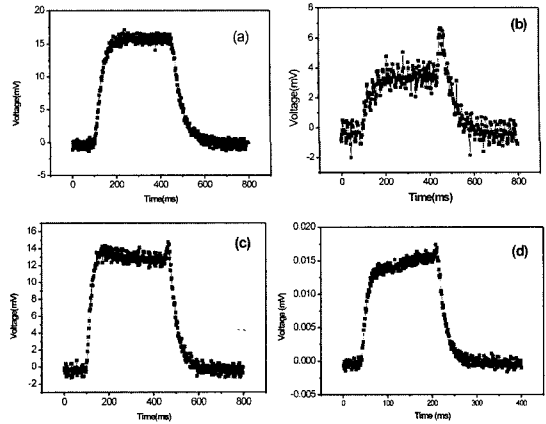 (a)
Voltage(mV)
20
15
10
5
0
-5
0 200 400 600 800
Time(ms)
(b)
Voltage(mV)
8
6
4
2
0
-2
0 200 400 600 800
Time(ms)
(c)
Voltage(mV)
16
14
12
10
8
6
4
2
0
-2
0 200 400 600 800
Time(ms)
(d)
Voltage (mV)
0.020
0.015
0.010
0.005
0.000
-0.005
0 100 200 300 400
Time (ms)